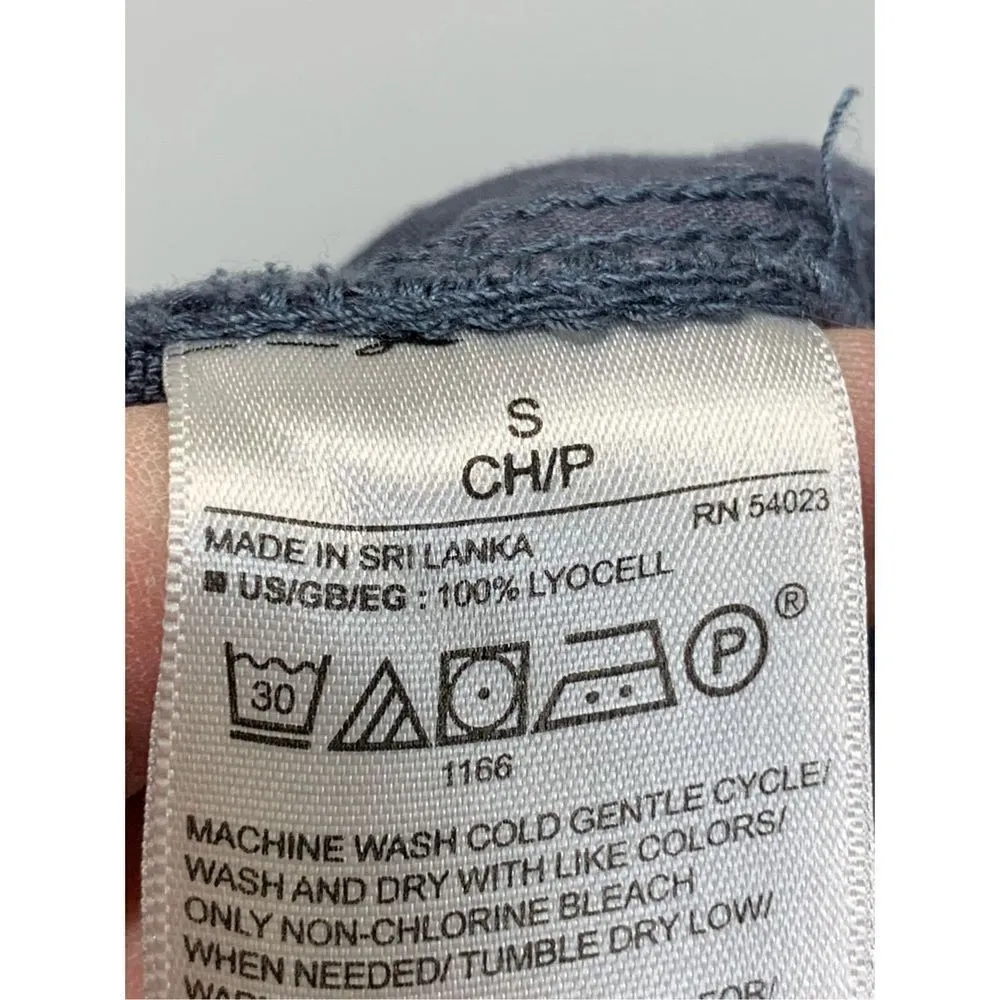 S
CH/P
RN 54023
MADE IN SRI LANKA
US/GB/EG : 100% LYOCELL
30
P ®
1166
MACHINE WASH COLD GENTLE CYCLE/
WASH AND DRY WITH LIKE COLORS/
ONLY NON-CHLORINE BLEACH
WHEN NEEDED/ TUMBLE DRY LOW/